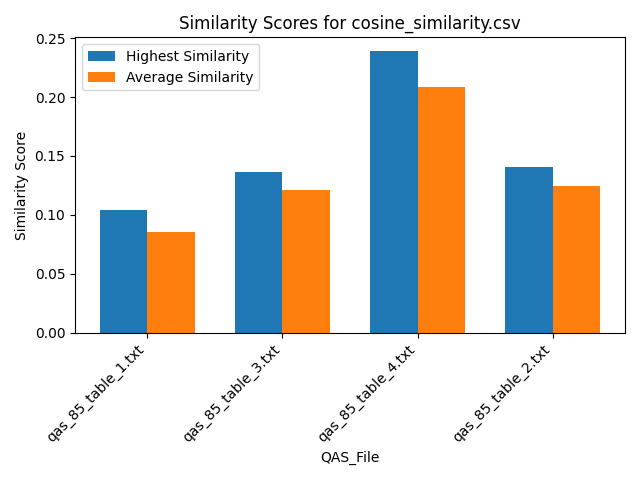 Similarity Scores for cosine_similarity.csv
Highest Similarity
Average Similarity
0.25
0.20
0.15
0.10
0.05
0.00
Similarity Score
qas_85_table_1.txt
qas_85_table_3.txt
qas_85_table_4.txt
qas_85_table_2.txt
QAS_File